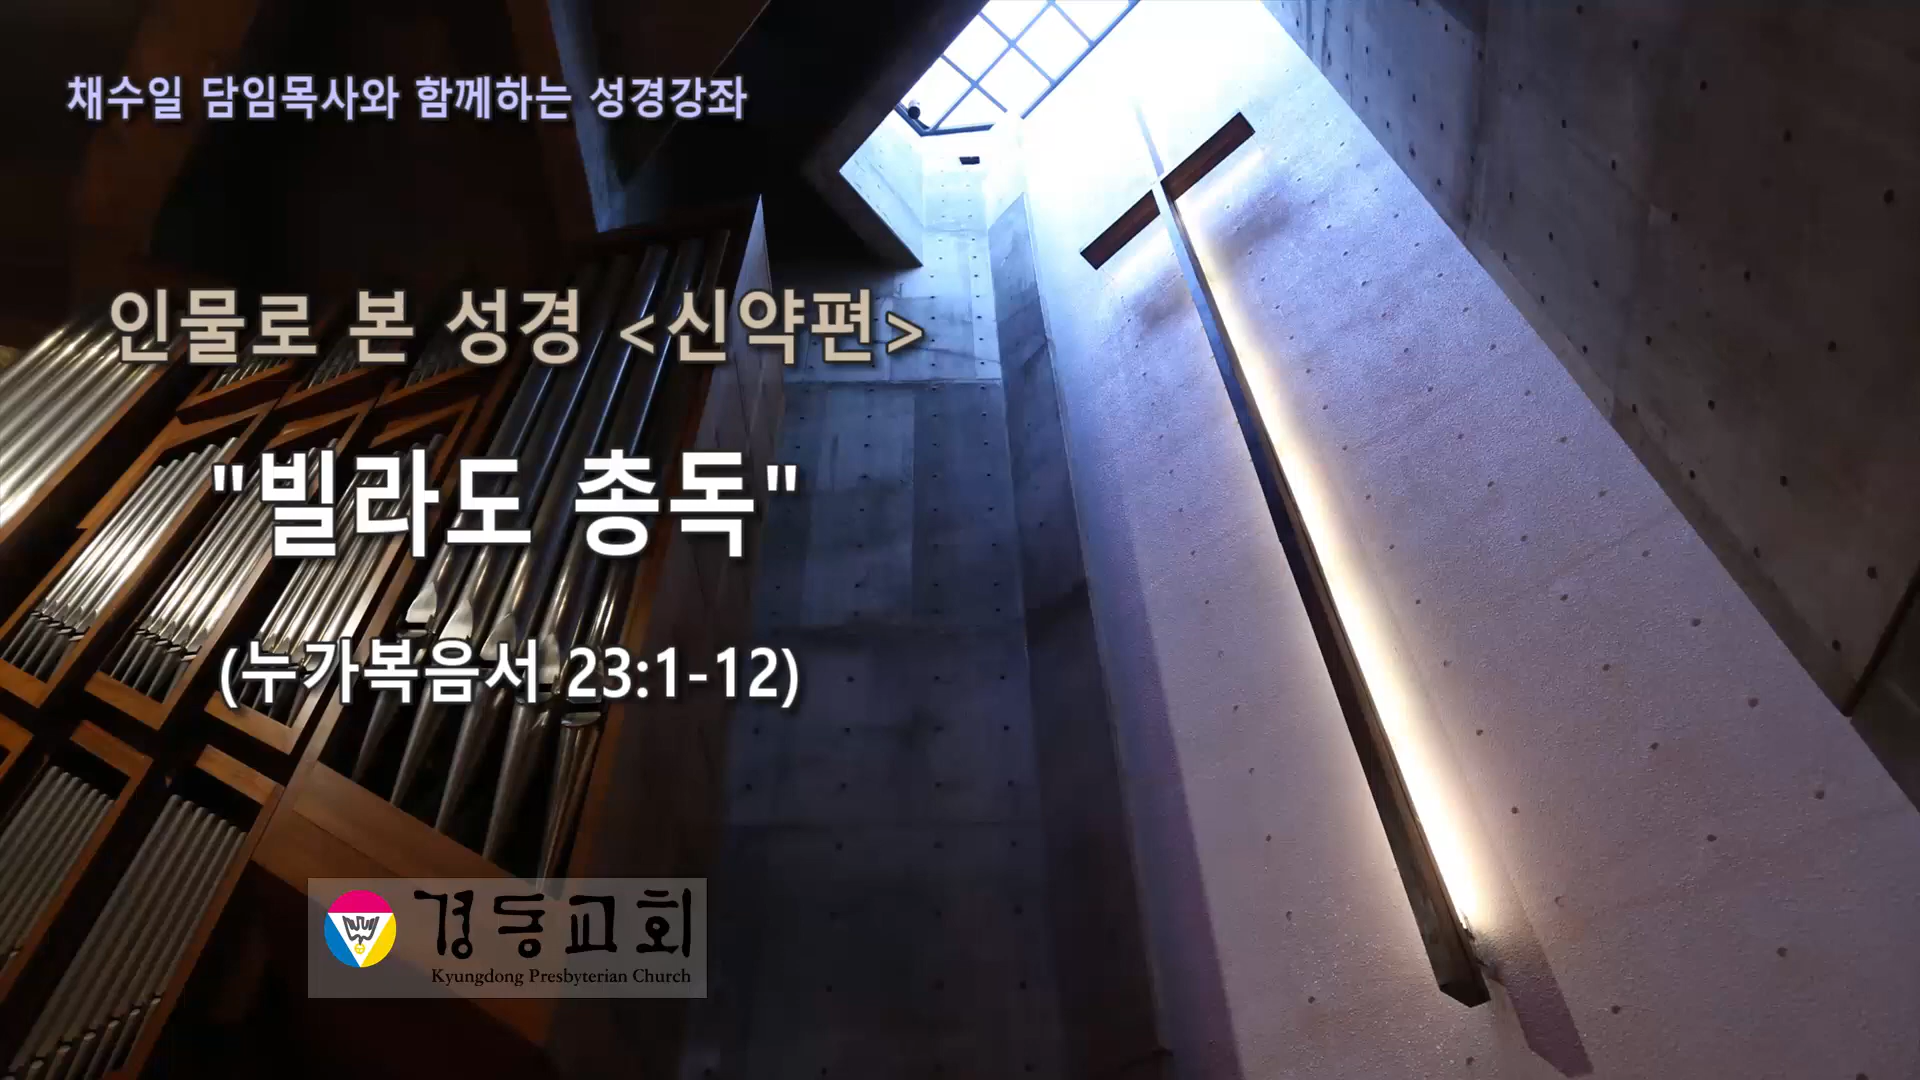 채수일 담임목사와 함께하는 성경강좌
인물로 본 성경 <신약편>
"빌라도 총독"
(누가복음서 23:1-12)
경동교회
Kyungdong Presbyterian Church